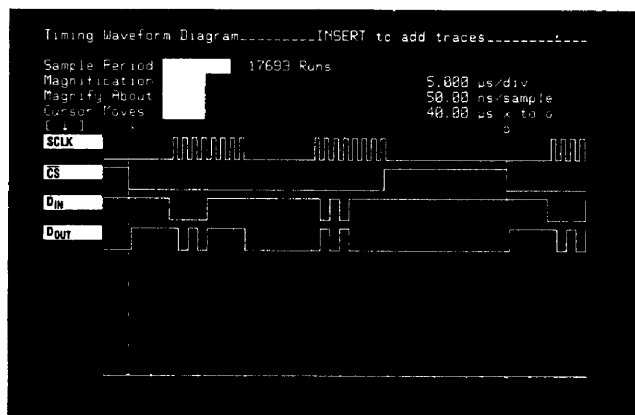 Timing Waveform Diagram_________INSERT to add traces_________
Sample Period 17693 Runs
Magnification 5.000 µs/div
Magnify About 50.00 ns/sample
Cursor Moves 40.00 µs x to o
[ ↓ ] x o
SCLK
CS
DIN
DOUT